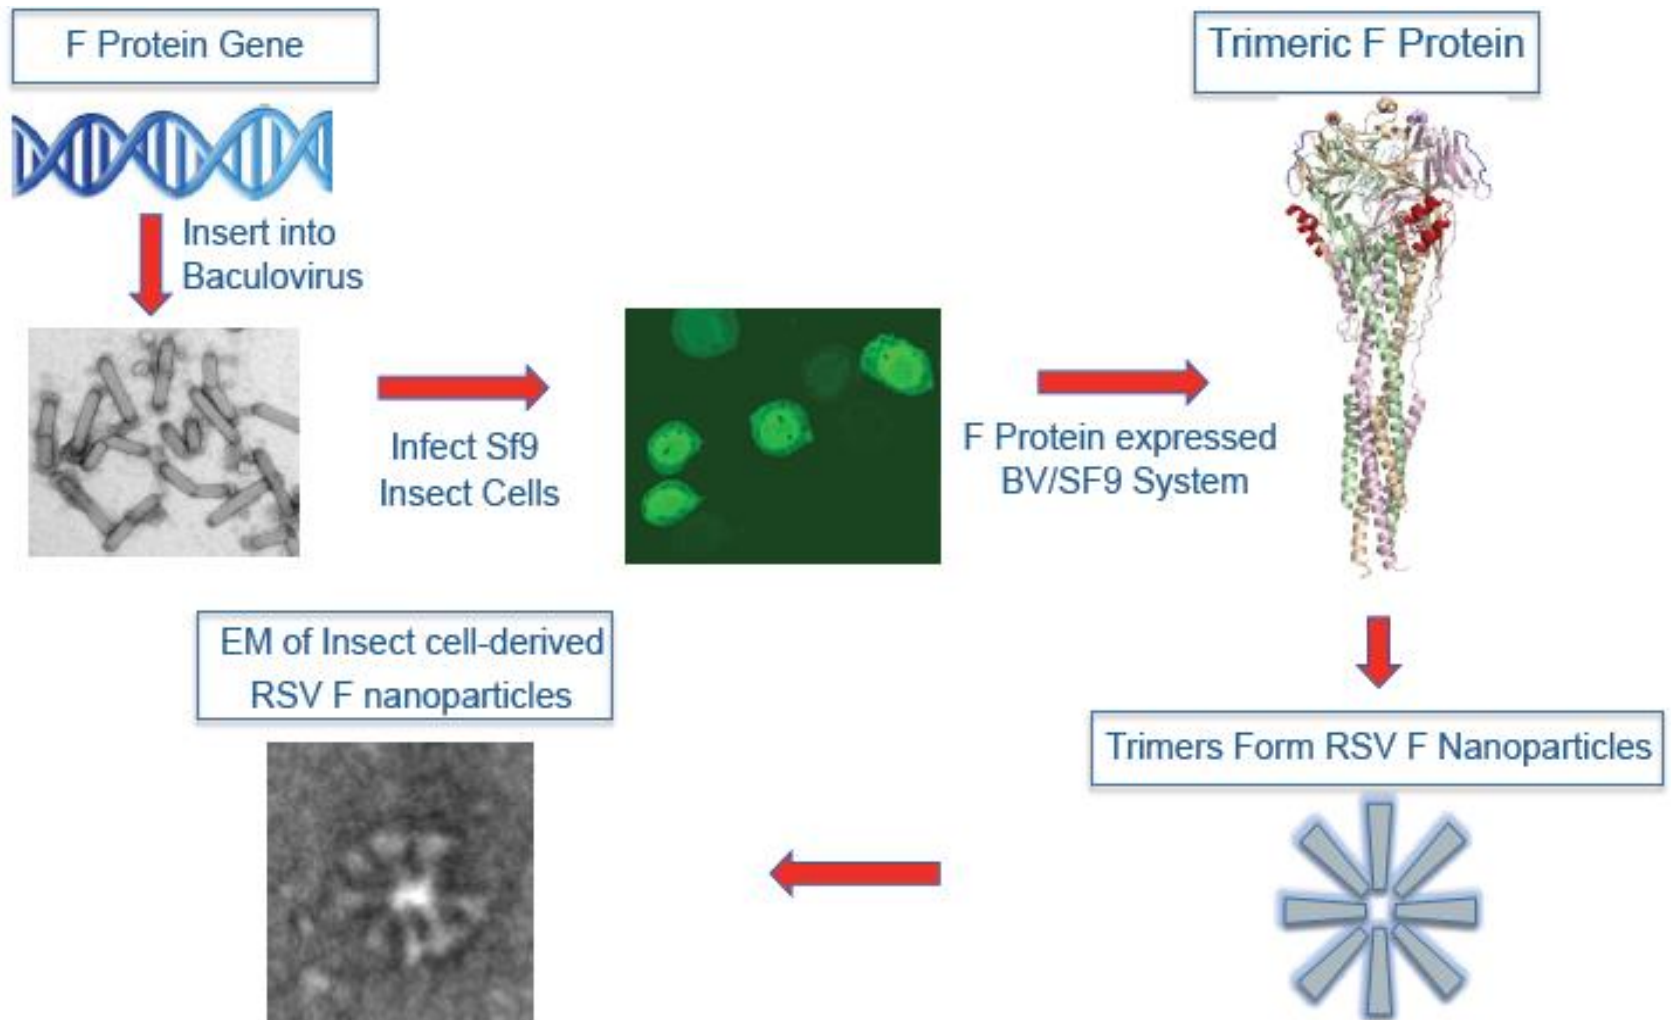 F Protein Gene
Insert into
Baculovirus
Infect Sf9
Insect Cells
F Protein expressed
BV/SF9 System
Trimeric F Protein
Trimers Form RSV F Nanoparticles
EM of Insect cell-derived
RSV F nanoparticles